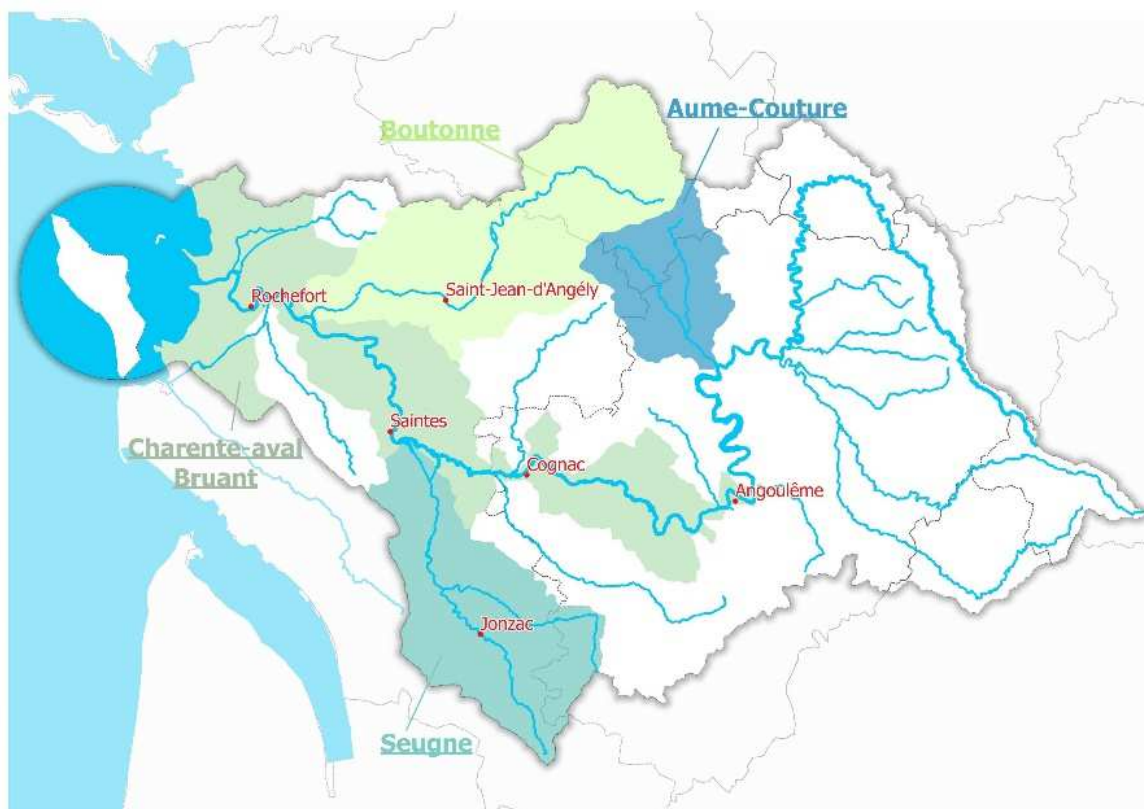 Aume-Couture
Boutonne
Rochefort
Saint-Jean-d'Angély
Saintes
Charente-aval
Bruant
Cognac
Angoulême
Jonzac
Seugne